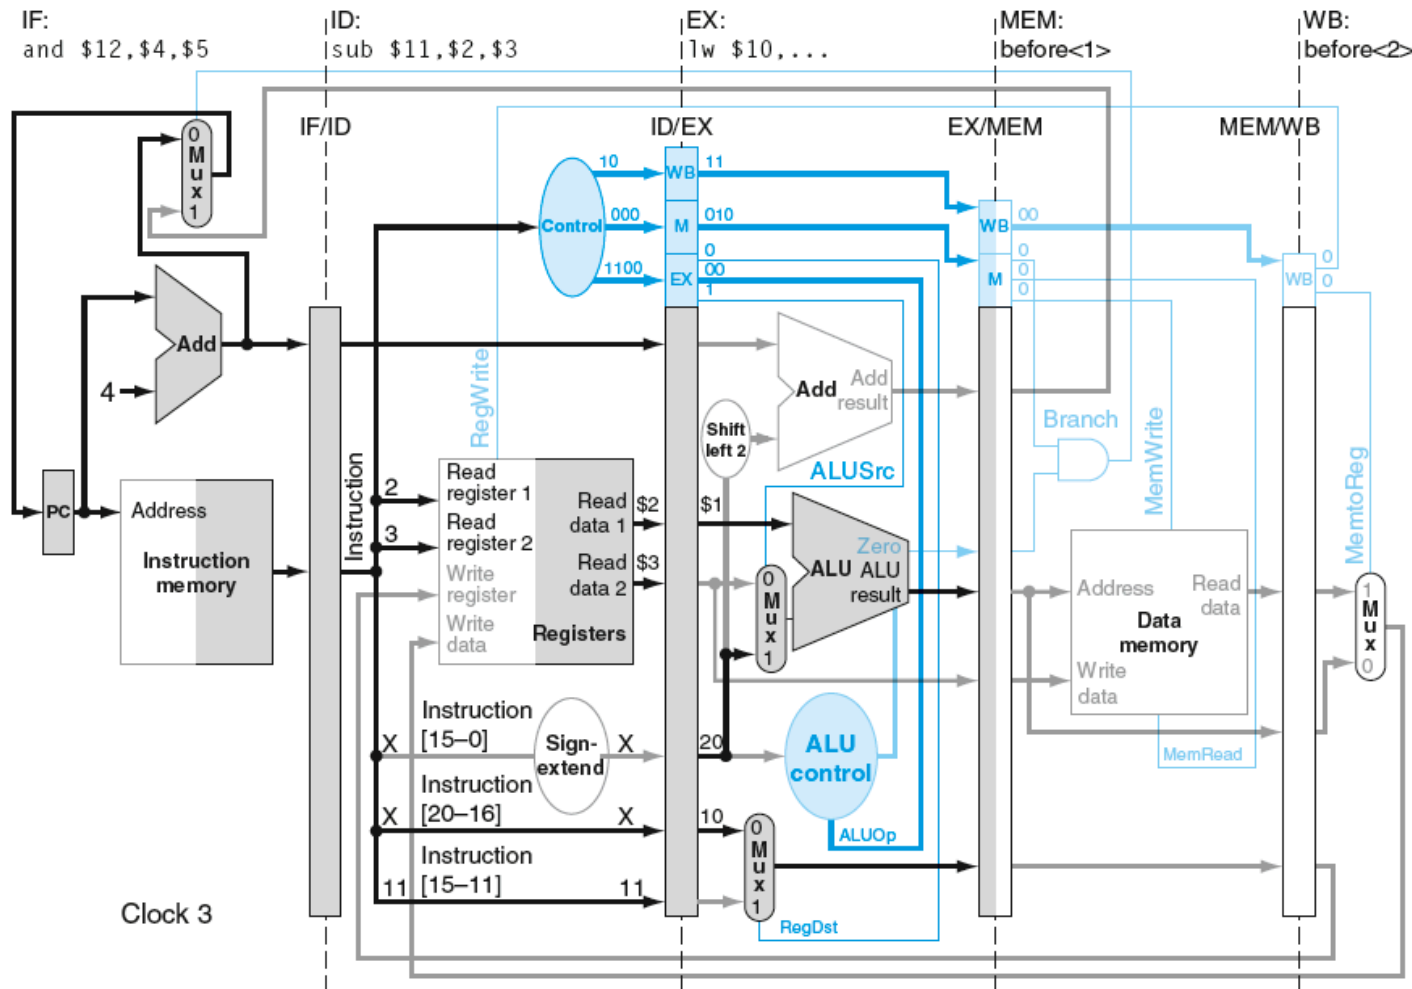 IF:
and $12,$4,$5
ID:
sub $11,$2,$3
EX:
lw $10,...
MEM:
before<1>
WB:
before<2>
IF/ID
ID/EX
EX/MEM
MEM/WB
0
Mux
1
Control
10
000
1100
WB
M
EX
11
010
0
00
1
WB
M
00
0
0
0
WB
0
0
Add
4
PC
Address
Instruction
memory
Instruction
RegWrite
2
3
Read
register 1
Read
register 2
Write
register
Write
data
Registers
Read
data 1
Read
data 2
$2
$3
$1
Shift
left 2
Add
Add
result
ALUSrc
0
Mux
1
ALU
Zero
ALU
result
Branch
MemWrite
Address
Read
data
Data
memory
Write
data
MemRead
MemtoReg
1
Mux
0
X
Instruction
[15–0]
Sign-
extend
X
20
ALU
control
ALUOp
X
Instruction
[20–16]
X
10
11
Instruction
[15–11]
11
0
Mux
1
RegDst
Clock 3